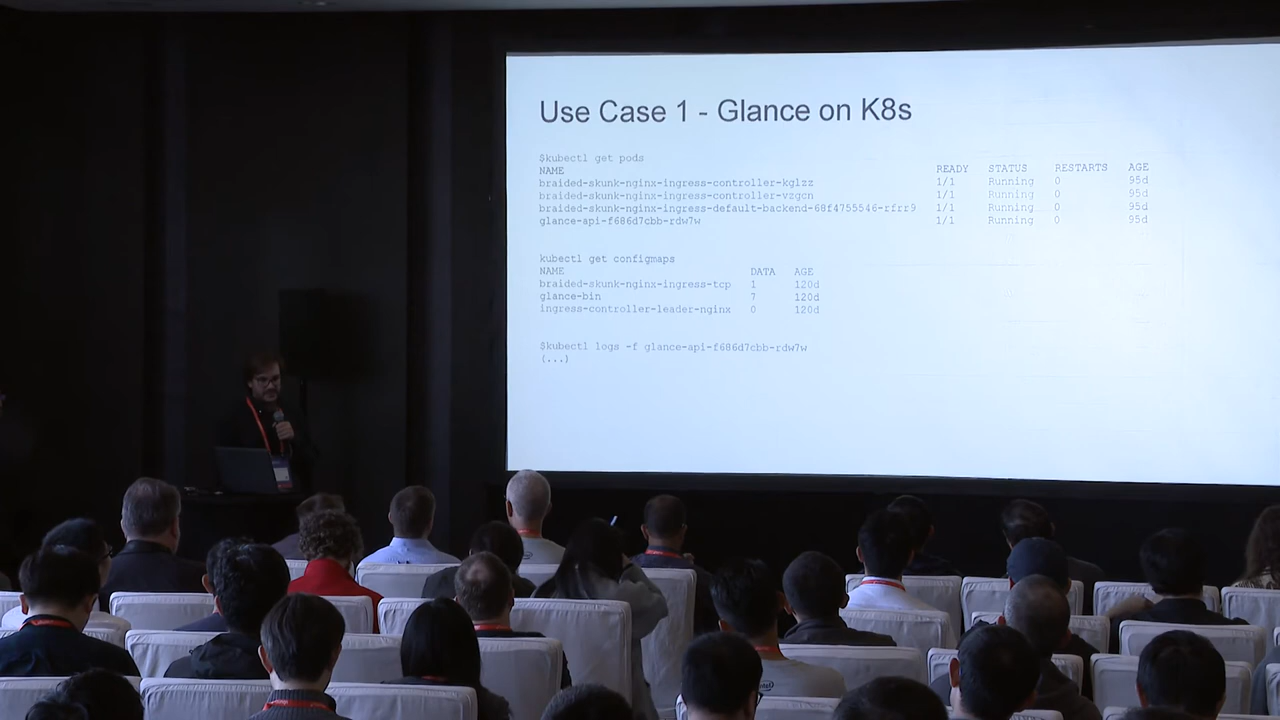 Use Case 1 - Glance on K8s
$kubectl get pods
NAME READY STATUS RESTARTS AGE
braided-skunk-nginx-ingress-controller-kglzz 1/1 Running 0 95d
braided-skunk-nginx-ingress-controller-vzgcn 1/1 Running 0 95d
braided-skunk-nginx-ingress-default-backend-68f4755546-rfrr9 1/1 Running 0 95d
glance-api-f686d7cbb-rdw7w 1/1 Running 0 95d
kubectl get configmaps
NAME DATA AGE
braided-skunk-nginx-ingress-tcp 1 120d
glance-bin 7 120d
ingress-controller-leader-nginx 0 120d
$kubectl logs -f glance-api-f686d7cbb-rdw7w
(...)